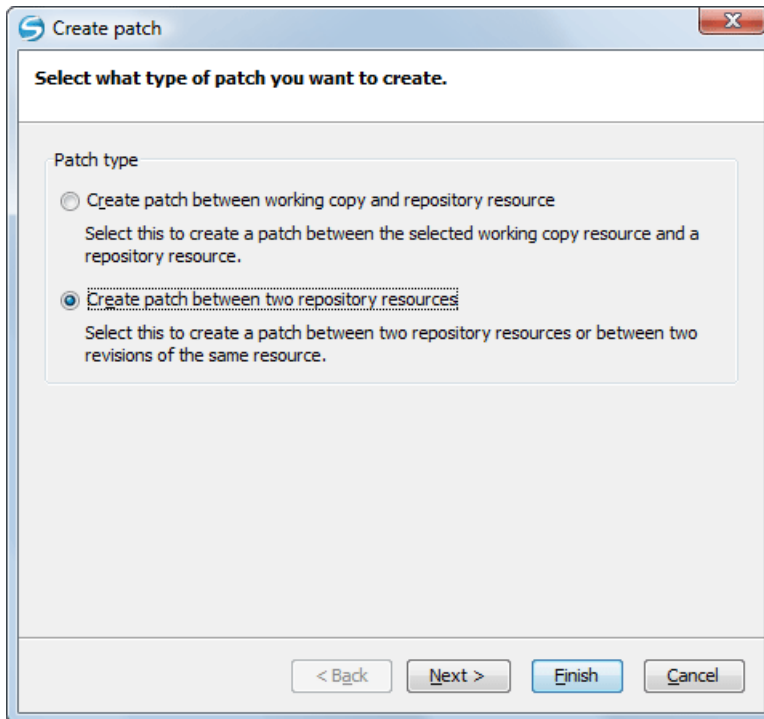 Create patch
Select what type of patch you want to create.
Patch type
Create patch between working copy and repository resource
Select this to create a patch between the selected working copy resource and a
repository resource.
Create patch between two repository resources
Select this to create a patch between two repository resources or between two
revisions of the same resource.
< Back Next > Finish Cancel